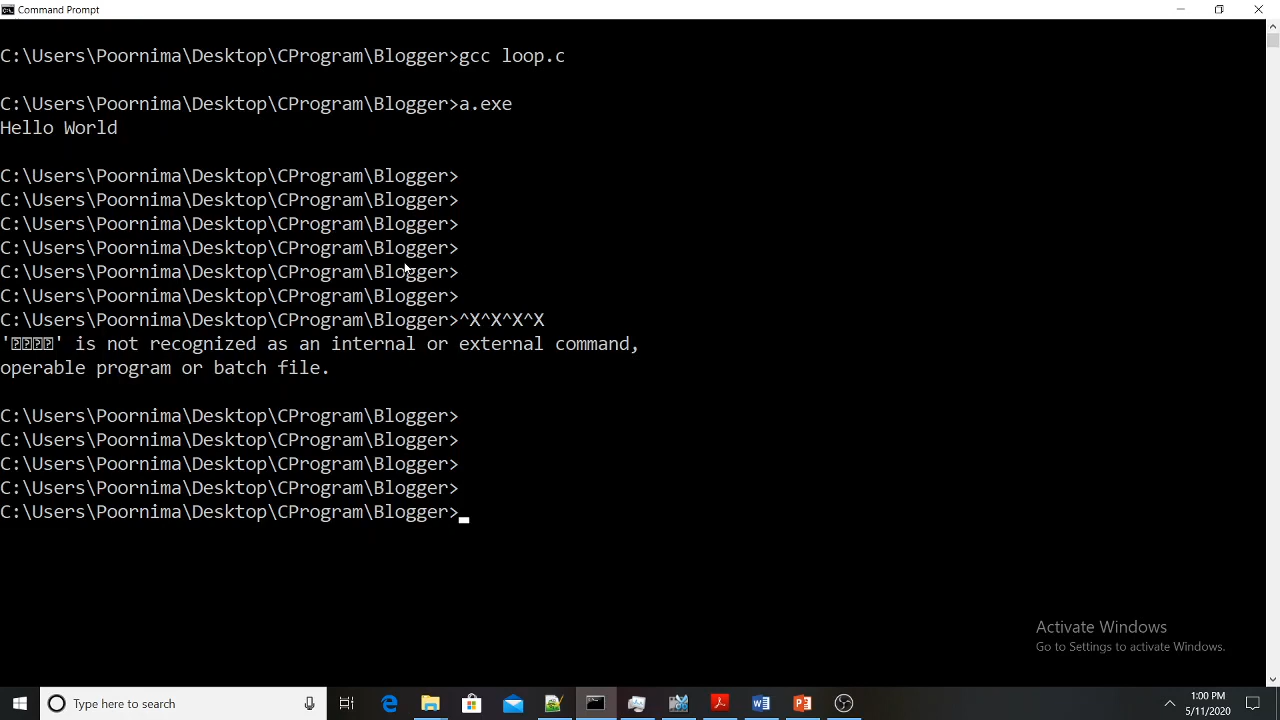 Command Prompt
C:\Users\Poornima\Desktop\CProgram\Blogger>gcc loop.c
C:\Users\Poornima\Desktop\CProgram\Blogger>a.exe
Hello World
C:\Users\Poornima\Desktop\CProgram\Blogger>
C:\Users\Poornima\Desktop\CProgram\Blogger>
C:\Users\Poornima\Desktop\CProgram\Blogger>
C:\Users\Poornima\Desktop\CProgram\Blogger>
C:\Users\Poornima\Desktop\CProgram\Blogger>
C:\Users\Poornima\Desktop\CProgram\Blogger>
C:\Users\Poornima\Desktop\CProgram\Blogger>^X^X^X^X
'����' is not recognized as an internal or external command,
operable program or batch file.
C:\Users\Poornima\Desktop\CProgram\Blogger>
C:\Users\Poornima\Desktop\CProgram\Blogger>
C:\Users\Poornima\Desktop\CProgram\Blogger>
C:\Users\Poornima\Desktop\CProgram\Blogger>
C:\Users\Poornima\Desktop\CProgram\Blogger>
Activate Windows
Go to Settings to activate Windows.
Type here to search
1:00 PM
5/11/2020